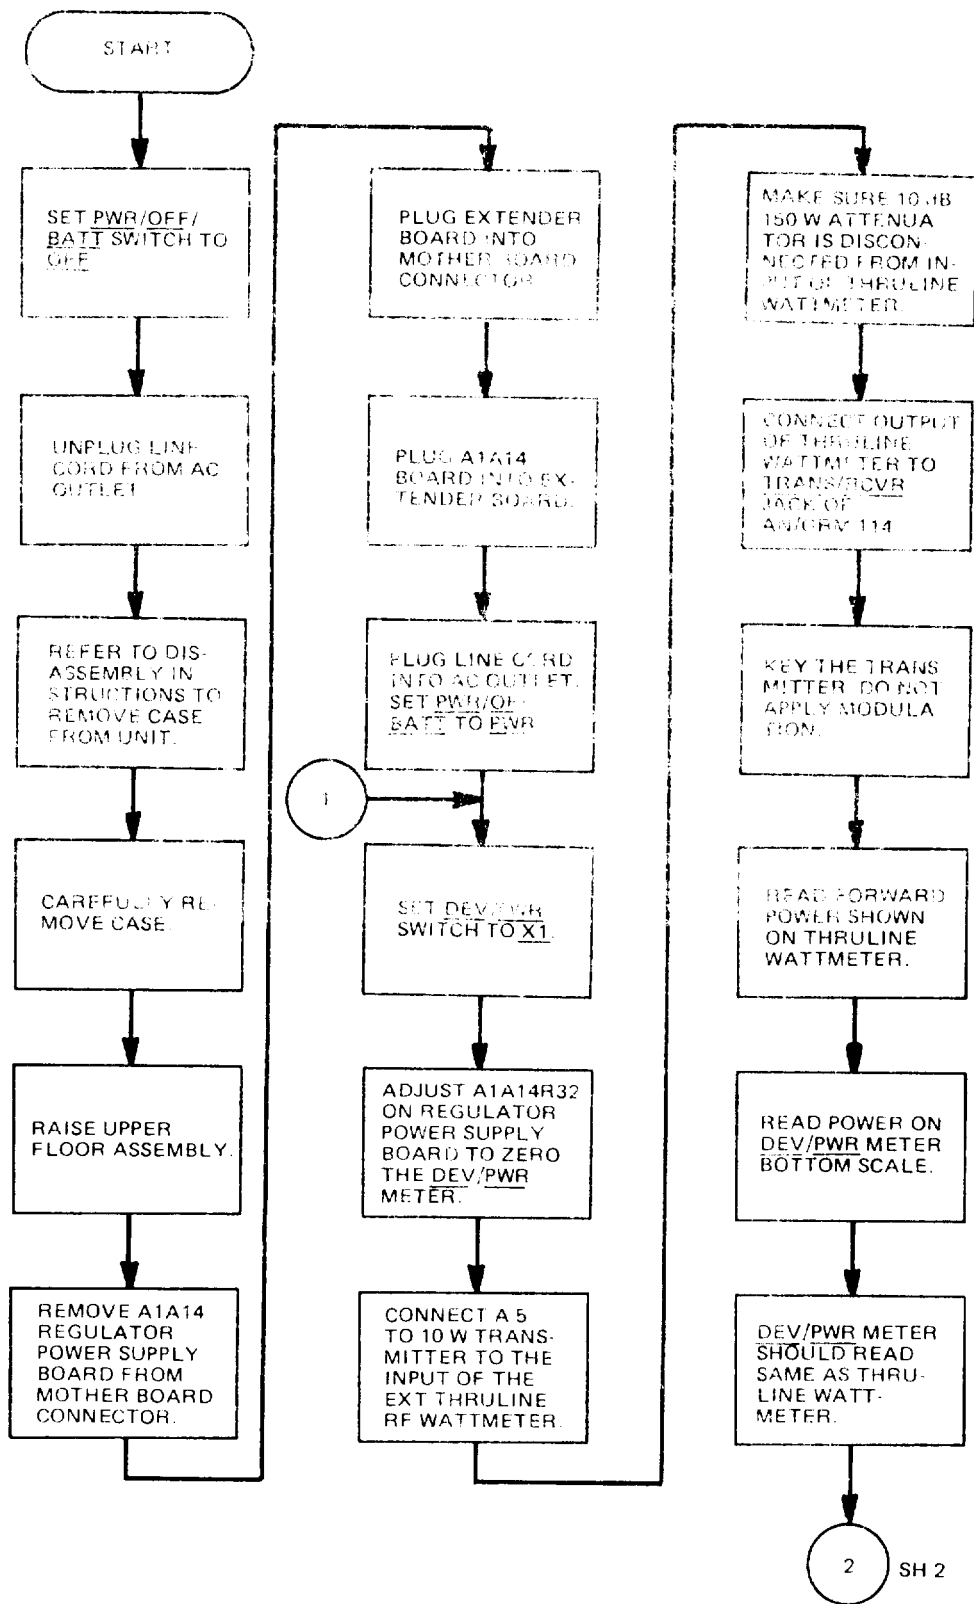 START
SET PWR/OFF/
BATT SWITCH TO
OFF
UNPLUG LINE
CORD FROM AC
OUTLET
REFER TO DIS-
ASSEMBLY IN
STRUCTIONS TO
REMOVE CASE
FROM UNIT.
CAREFULLY RE-
MOVE CASE.
RAISE UPPER
FLOOR ASSEMBLY.
REMOVE A1A14
REGULATOR
POWER SUPPLY
BOARD FROM
MOTHER BOARD
CONNECTOR.
PLUG EXTENDER
BOARD INTO
MOTHER BOARD
CONNECTOR
PLUG A1A14
BOARD INTO EX-
TENDER BOARD.
PLUG LINE CORD
INTO AC OUTLET.
SET PWR/OF
BATT TO PWR
1
SET DEV/PWR
SWITCH TO X1.
ADJUST A1A14R32
ON REGULATOR
POWER SUPPLY
BOARD TO ZERO
THE DEV/PWR
METER.
CONNECT A 5
TO 10 W TRANS-
MITTER TO THE
INPUT OF THE
EXT THRULINE
RF WATTMETER.
MAKE SURE 10 dB
150 W ATTENUA
TOR IS DISCON-
NECTED FROM IN-
PUT OF THRULINE
WATTMETER.
CONNECT OUTPUT
OF THRULINE
WATTMETER TO
TRANS/RCVR
JACK OF
AN/GRM 114
KEY THE TRANS
MITTER. DO NOT
APPLY MODULA
TION.
READ FORWARD
POWER SHOWN
ON THRULINE
WATTMETER.
READ POWER ON
DEV/PWR METER
BOTTOM SCALE.
DEV/PWR METER
SHOULD READ
SAME AS THRU-
LINE WATT-
METER.
2 SH 2